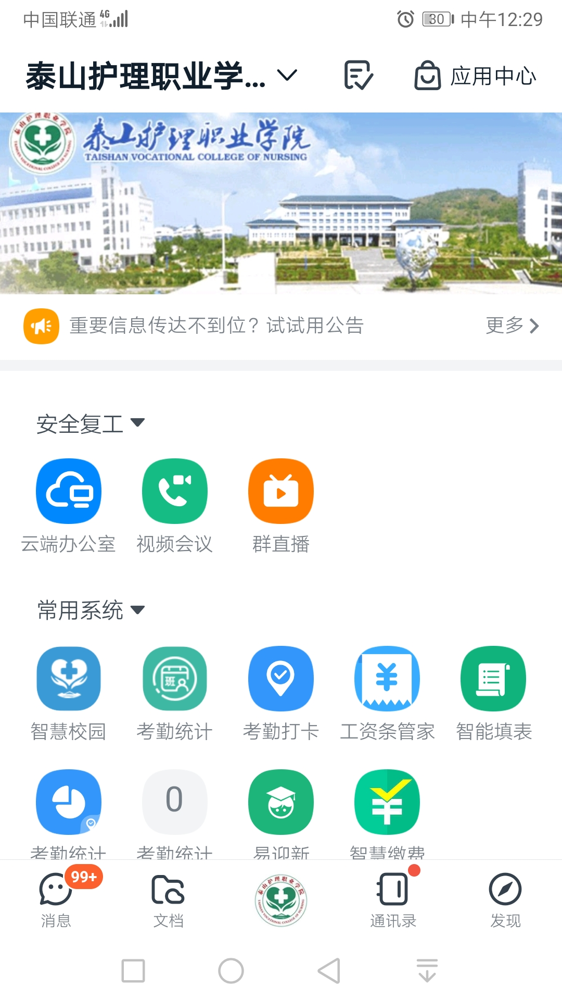 中国联通 4G 30 中午12:29
泰山护理职业学... 应用中心
泰山护理职业学院
TAISHAN VOCATIONAL COLLEGE OF NURSING
重要信息传达不到位？试试用公告 更多
安全复工
云端办公室 视频会议 群直播
常用系统
班
智慧校园 考勤统计 考勤打卡 工资条管家 智能填表
0
考勤统计 考勤统计 易迎新 智慧缴费
99+
消息 文档 通讯录 发现